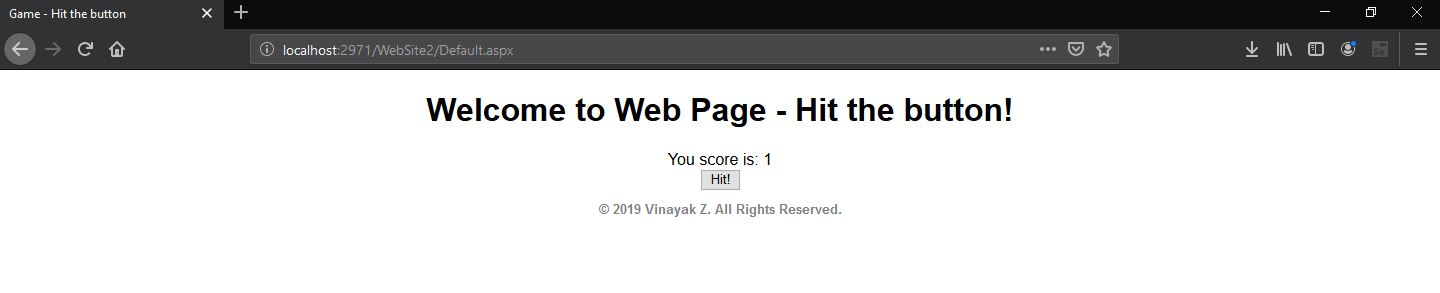 Game - Hit the button
localhost:2971/WebSite2/Default.aspx
Se
Welcome to Web Page - Hit the button!
You score is: 1
Hit!
© 2019 Vinayak Z. All Rights Reserved.